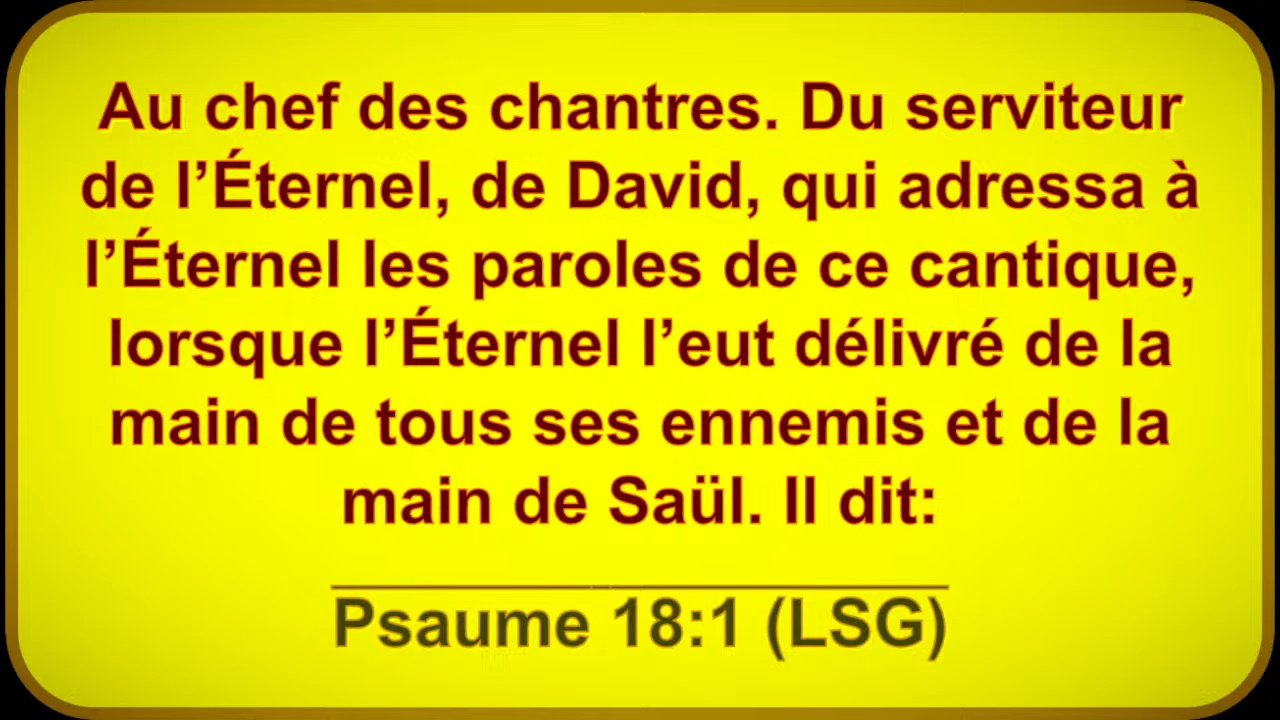 Au chef des chantres. Du serviteur
de l’Éternel, de David, qui adressa à
l’Éternel les paroles de ce cantique,
lorsque l’Éternel l’eut délivré de la
main de tous ses ennemis et de la
main de Saül. Il dit:
Psaume 18:1 (LSG)